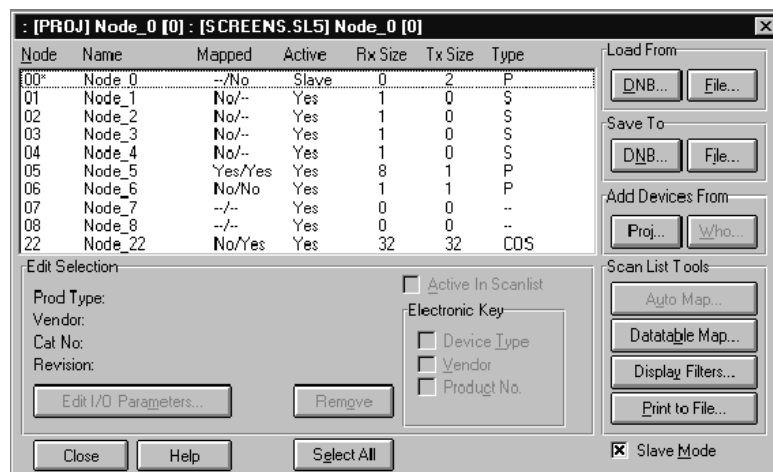 : [PROJ] Node_0 [0] : [SCREENS.SL5] Node_0 [0]
Node Name Mapped Active Rx Size Tx Size Type
00* Node_0 --/No Slave 0 2 P
01 Node_1 No/-- Yes 1 0 S
02 Node_2 No/-- Yes 1 0 S
03 Node_3 No/-- Yes 1 0 S
04 Node_4 No/-- Yes 1 0 S
05 Node_5 Yes/Yes Yes 8 1 P
06 Node_6 No/No Yes 1 1 P
07 Node_7 --/-- Yes 0 0 --
08 Node_8 --/-- Yes 0 0 --
22 Node_22 No/Yes Yes 32 32 COS
Load From
DNB... File...
Save To
DNB... File...
Add Devices From
Proj... Who...
Edit Selection
Prod Type:
Vendor:
Cat No:
Revision:
Edit I/O Parameters... Remove
Active In Scanlist
Electronic Key
Device Type
Vendor
Product No.
Scan List Tools
Auto Map...
Datatable Map...
Display Filters...
Print to File...
Close Help Select All
Slave Mode